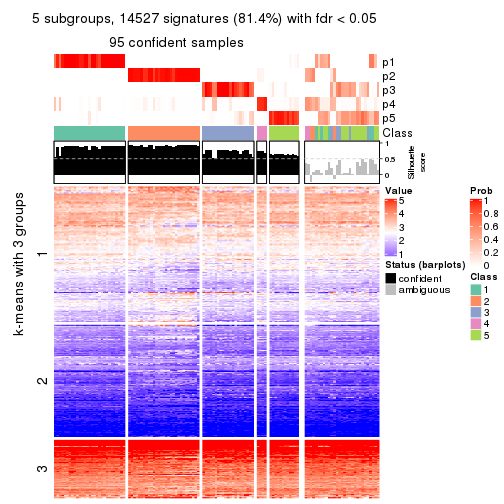 5 subgroups, 14527 signatures (81.4%) with fdr < 0.05
95 confident samples
p1
p2
p3
p4
p5
Class
1
0.5
0
Silhouette
score
k-means with 3 groups
1
2
3
Value
5
4
3
2
1
Status (barplots)
confident
ambiguous
Prob
1
0.8
0.6
0.4
0.2
0
Class
1
2
3
4
5